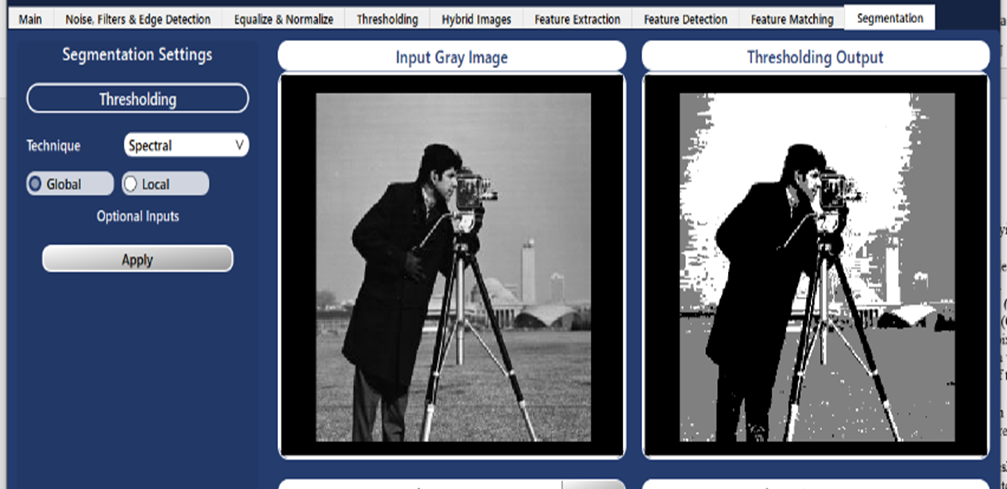 Main Noise, Filters & Edge Detection Equalize & Normalize Thresholding Hybrid Images Feature Extraction Feature Detection Feature Matching Segmentation
Segmentation Settings
Thresholding
Technique Spectral
Global Local
Optional Inputs
Apply
Input Gray Image
Thresholding Output